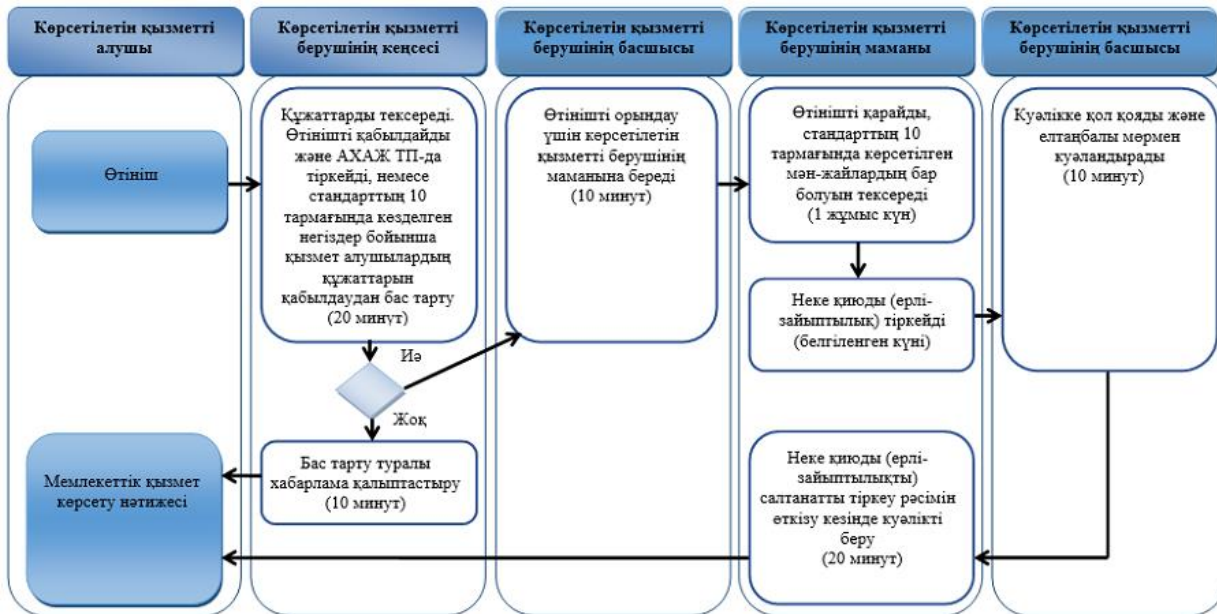 Көрсетілетін қызметті
алушы
Көрсетілетін қызметті
берушінің кеңсесі
Көрсетілетін қызметті
берушінің басшысы
Көрсетілетін қызметті
берушінің маманы
Көрсетілетін қызметті
берушінің басшысы
Өтініш
Құжаттарды тексереді.
Өтінішті қабылдайды
және АХАЖ ТП-да
тіркейді, немесе
стандарттың 10
тармағында көзделген
негіздер бойынша
қызмет алушылардың
құжаттарын
қабылдаудан бас тарту
(20 минут)
Өтінішті орындау
үшін көрсетілетін
қызметті берушінің
маманына береді
(10 минут)
Өтінішті қарайды,
стандарттың 10
тармағында көрсетілген
мән-жайлардың бар
болуын тексереді
(1 жұмыс күн)
Неке қиюды (ерлі-
зайыптылық) тіркейді
(белгіленген күні)
Куәлікке қол қояды және
елтаңбалы мөрмен
куәландырады
(10 минут)
Иә
Жоқ
Бас тарту туралы
хабарлама қалыптастыру
(10 минут)
Мемлекеттік қызмет
көрсету нәтижесі
Неке қиюды (ерлі-
зайыптылықты)
салтанатты тіркеу рәсімін
өткізу кезінде куәлікті
беру
(20 минут)